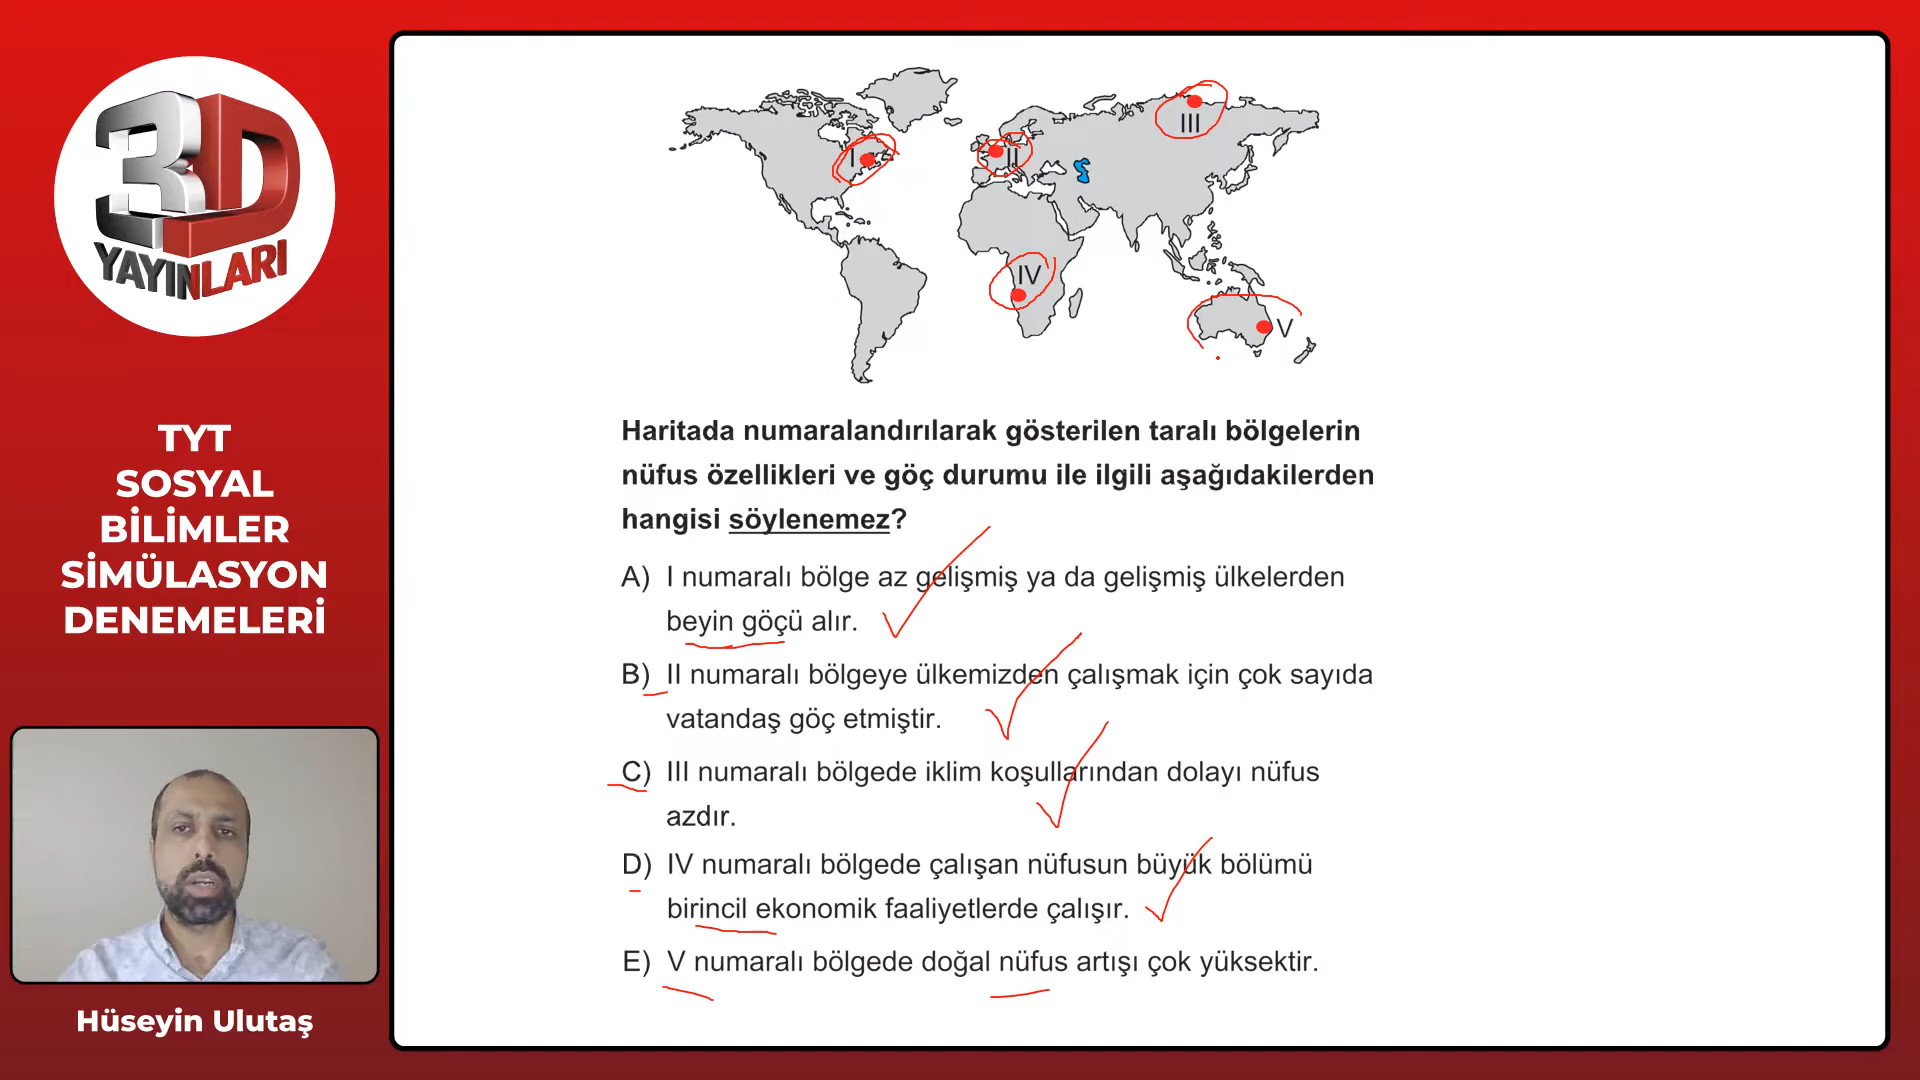 3D
YAYINLARI
TYT
SOSYAL
BİLİMLER
SİMÜLASYON
DENEMELERİ
Hüseyin Ulutaş
I
II
III
IV
V
Haritada numaralandırılarak gösterilen taralı bölgelerin
nüfus özellikleri ve göç durumu ile ilgili aşağıdakilerden
hangisi söylenemez?
A) I numaralı bölge az gelişmiş ya da gelişmiş ülkelerden
beyin göçü alır.
B) II numaralı bölgeye ülkemizden çalışmak için çok sayıda
vatandaş göç etmiştir.
C) III numaralı bölgede iklim koşullarından dolayı nüfus
azdır.
D) IV numaralı bölgede çalışan nüfusun büyük bölümü
birincil ekonomik faaliyetlerde çalışır.
E) V numaralı bölgede doğal nüfus artışı çok yüksektir.